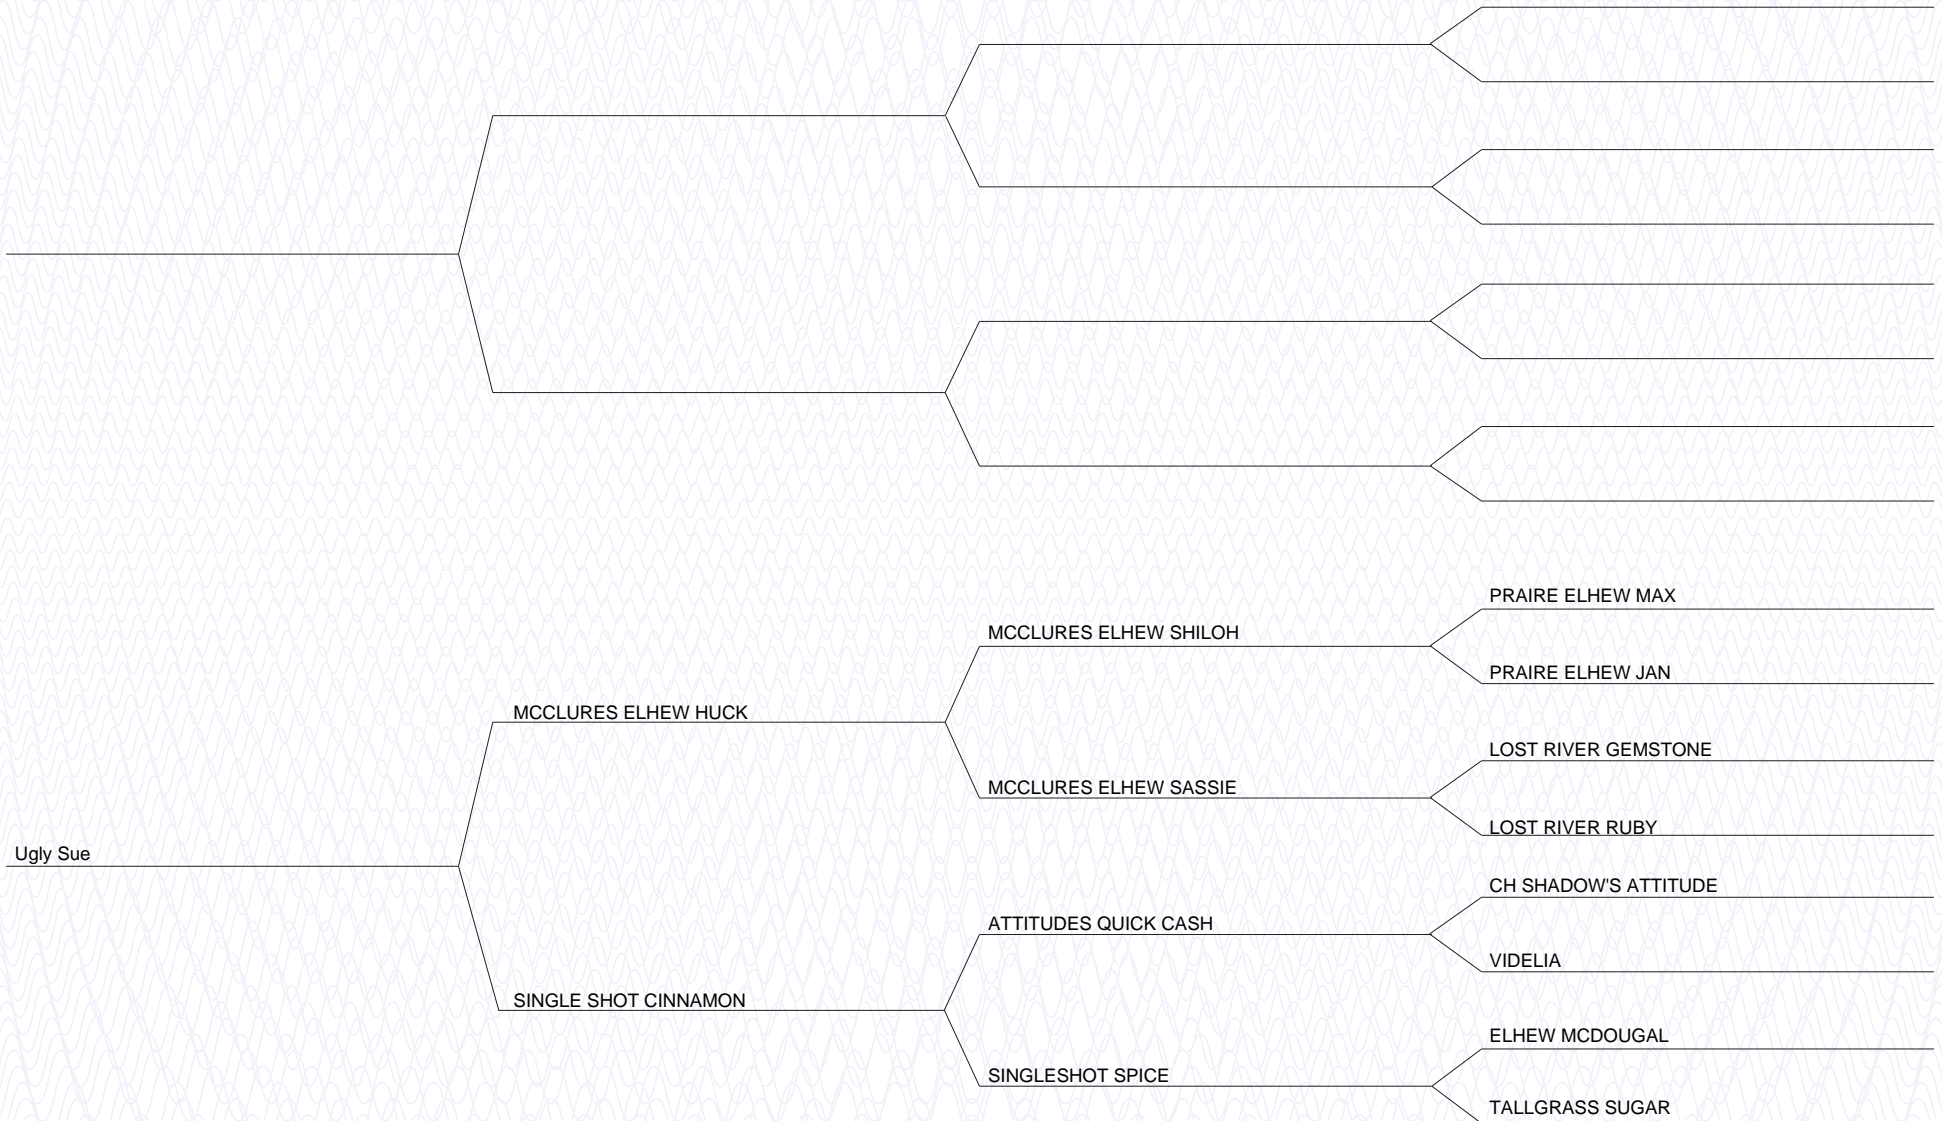 PRAIRE ELHEW MAX
MCCLURES ELHEW SHILOH
PRAIRE ELHEW JAN
MCCLURES ELHEW HUCK
LOST RIVER GEMSTONE
MCCLURES ELHEW SASSIE
LOST RIVER RUBY
Ugly Sue
CH SHADOW'S ATTITUDE
ATTITUDES QUICK CASH
VIDELIA
SINGLE SHOT CINNAMON
ELHEW MCDOUGAL
SINGLESHOT SPICE
TALLGRASS SUGAR